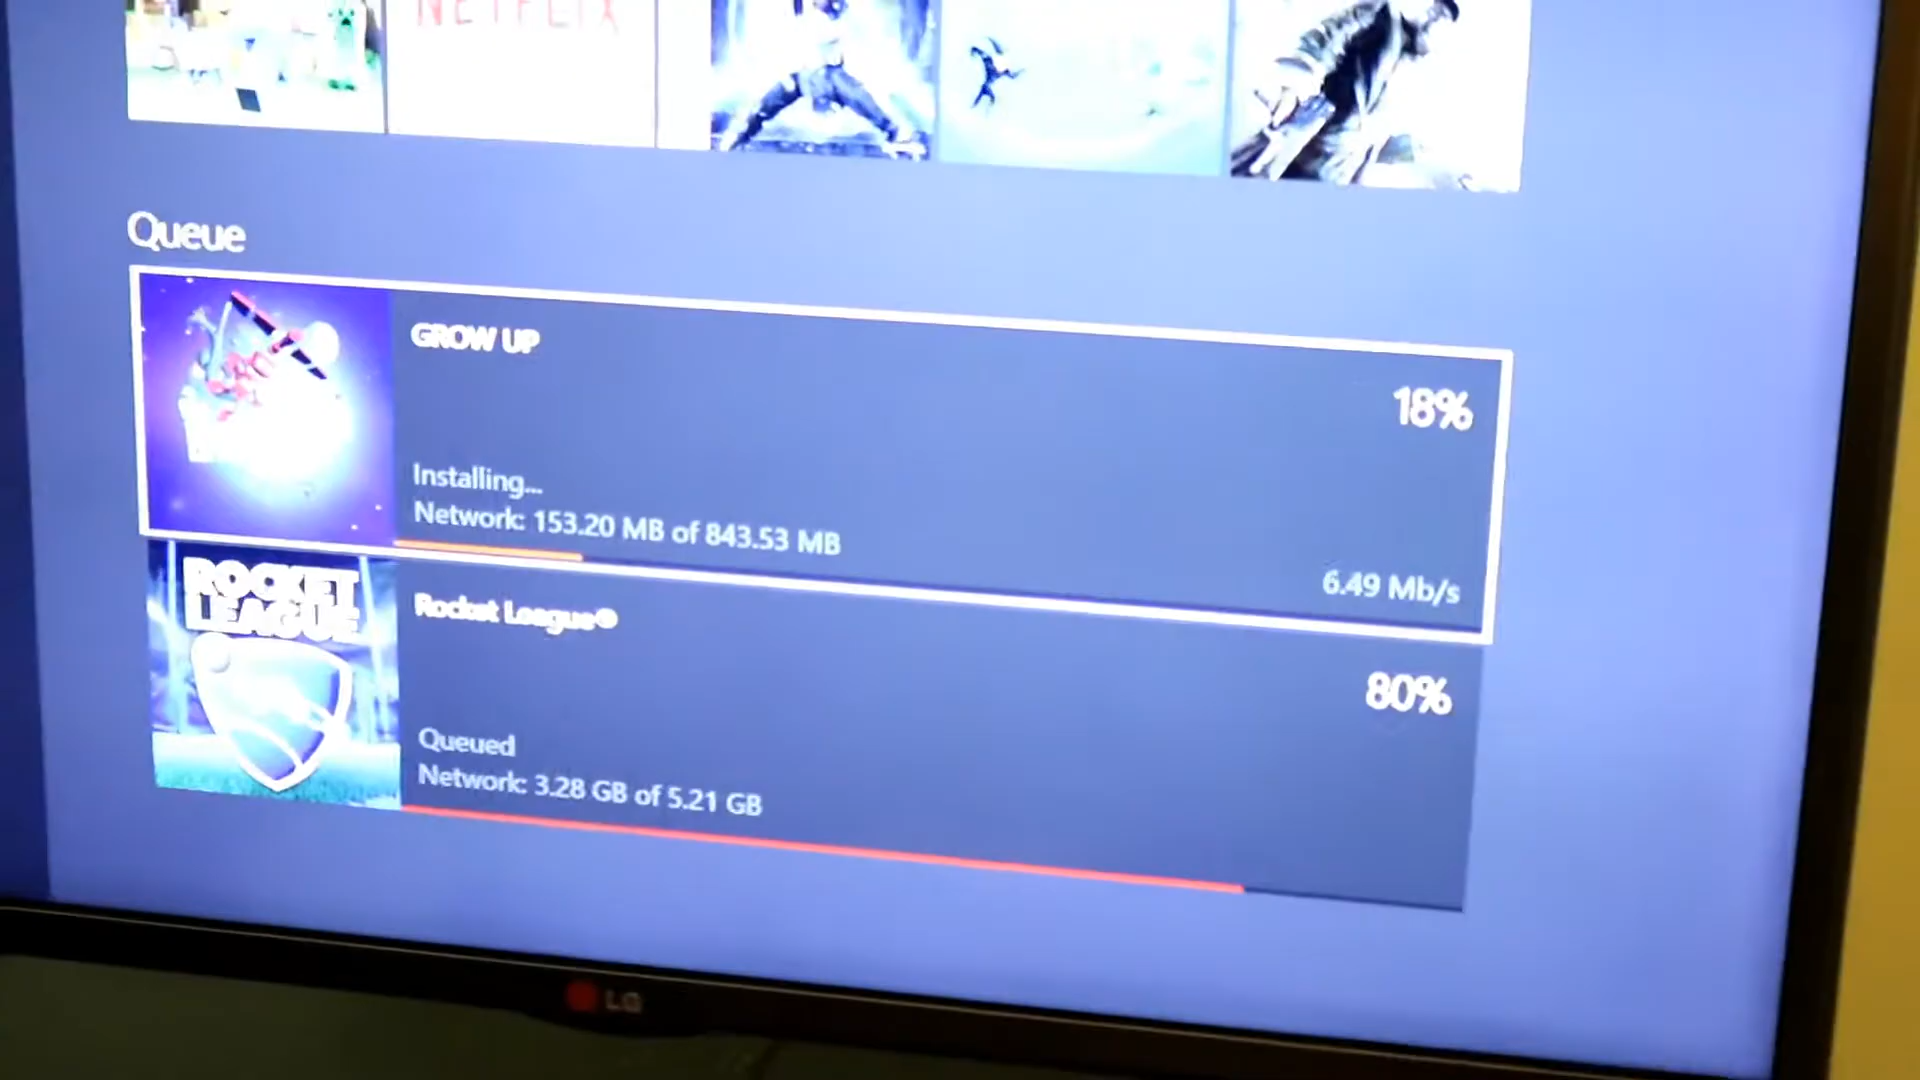 NETFLIX
Queue
GROW UP
18%
Installing...
Network: 153.20 MB of 843.53 MB
6.49 Mb/s
ROCKET
LEAGUE
Rocket League®
80%
Queued
Network: 3.28 GB of 5.21 GB
LG